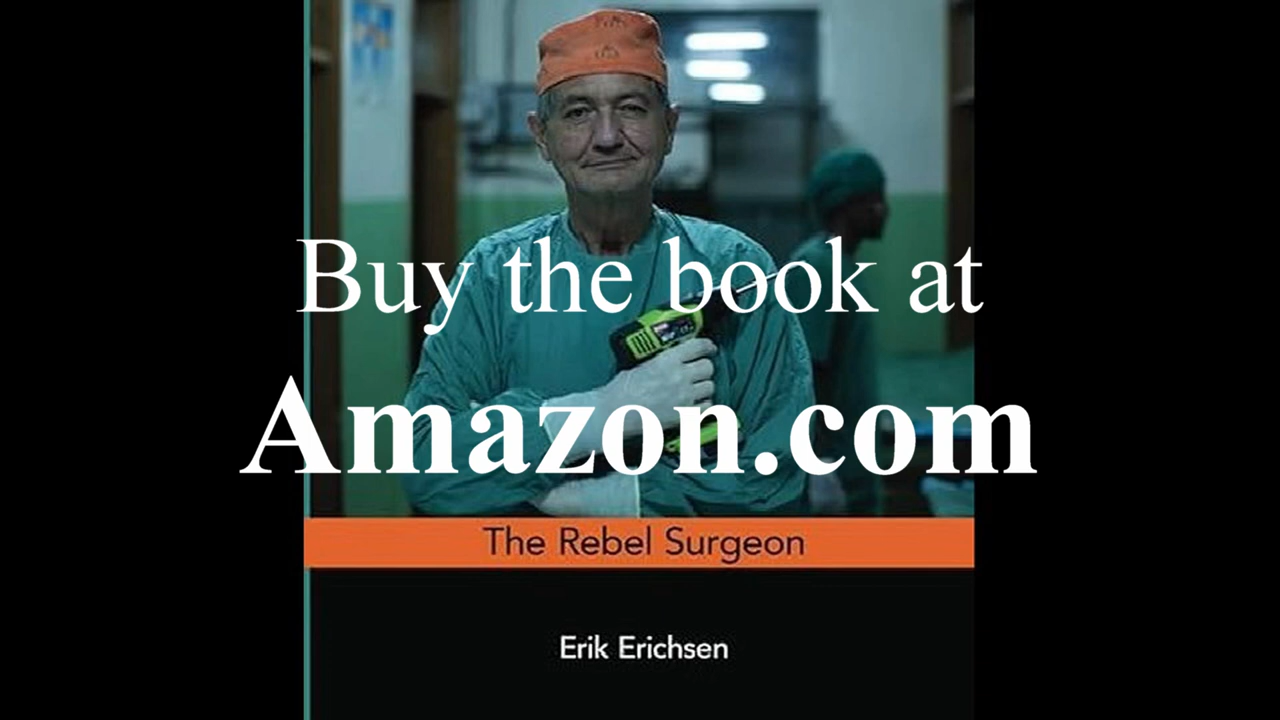 Buy the book at
Amazon.com
The Rebel Surgeon
Erik Erichsen